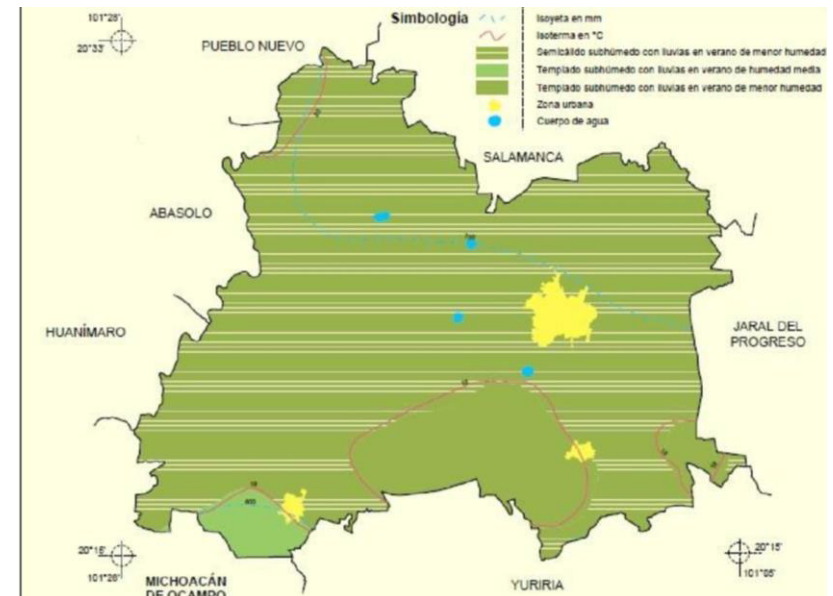 Simbología
Isoyeta en mm
Isoterma en °C
Semicálido subhúmedo con lluvias en verano de menor humedad
Templado subhúmedo con lluvias en verano de humedad media
Templado subhúmedo con lluvias en verano de menor humedad
Zona urbana
Cuerpo de agua
101°28'
20°33'
PUEBLO NUEVO
SALAMANCA
ABASOLO
HUANÍMARO
JARAL DEL
PROGRESO
20°15'
101°28'
MICHOACÁN
DE OCAMPO
YURIRIA
20°15'
101°05'